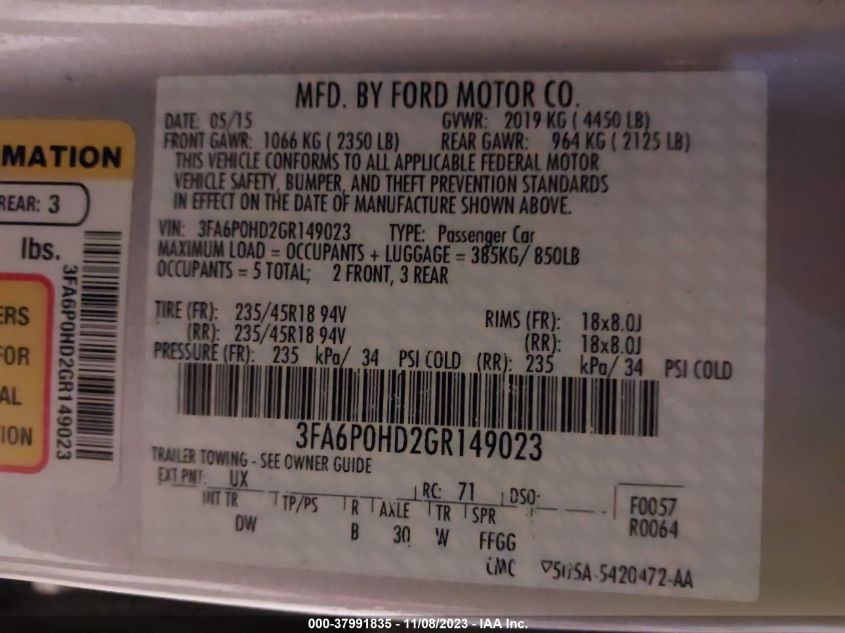 MATION
REAR: 3
lbs.
3FA6P0HD2GR149023
ERS
FOR
AL
ION
MFD. BY FORD MOTOR CO.
DATE: 05/15 GVWR: 2019 KG ( 4450 LB)
FRONT GAWR: 1066 KG ( 2350 LB) REAR GAWR: 964 KG ( 2125 LB)
THIS VEHICLE CONFORMS TO ALL APPLICABLE FEDERAL MOTOR
VEHICLE SAFETY, BUMPER, AND THEFT PREVENTION STANDARDS
IN EFFECT ON THE DATE OF MANUFACTURE SHOWN ABOVE.
VIN: 3FA6P0HD2GR149023 TYPE: Passenger Car
MAXIMUM LOAD = OCCUPANTS + LUGGAGE = 385KG/ 850LB
OCCUPANTS = 5 TOTAL; 2 FRONT, 3 REAR
TIRE (FR): 235/45R18 94V RIMS (FR): 18x8.0J
(RR): 235/45R18 94V (RR): 18x8.0J
PRESSURE (FR): 235 kPa/ 34 PSI COLD (RR): 235 kPa/ 34 PSI COLD
3FA6P0HD2GR149023
TRAILER TOWING - SEE OWNER GUIDE
EXT PNT: UX RC: 71 DSO:
INT TR TP/PS R AXLE TR SPR F0057
DW B 30 W FFGG R0064
CMC
000-37991835 - 11/08/2023 - IAA Inc.